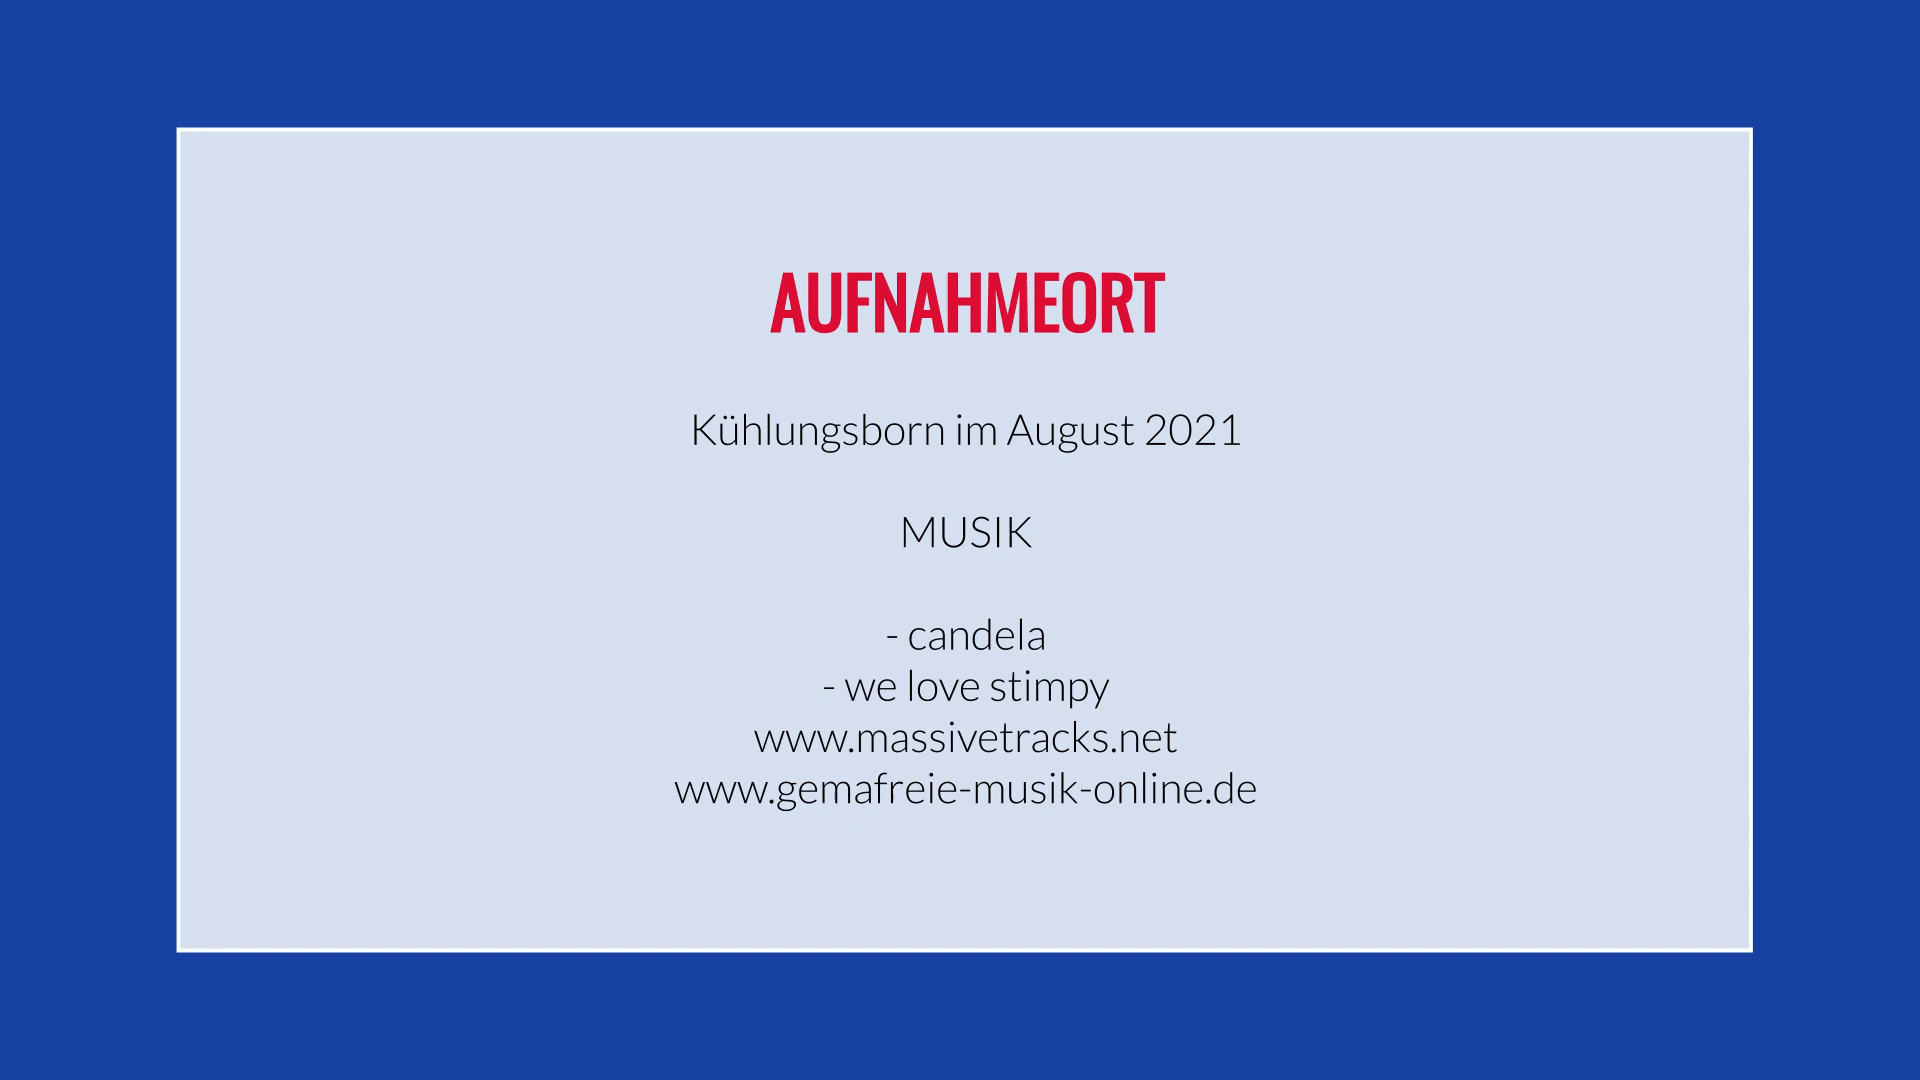 AUFNAHMEORT
Kühlungsborn im August 2021
MUSIK
- candela
- we love stimpy
www.massivetracks.net
www.gemafreie-musik-online.de